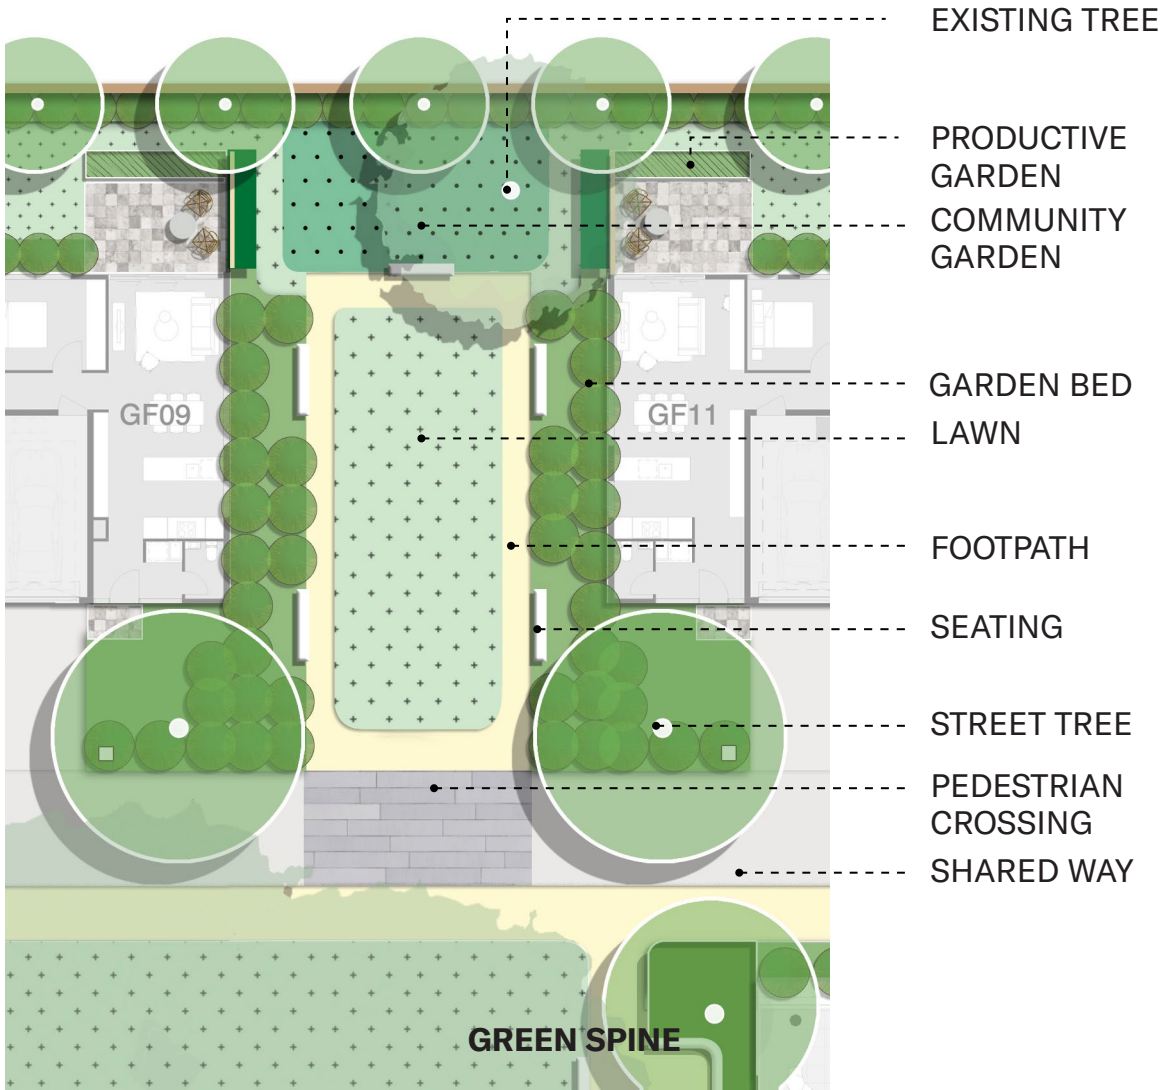 EXISTING TREE
PRODUCTIVE
GARDEN
COMMUNITY
GARDEN
GARDEN BED
GF09
GF11
LAWN
FOOTPATH
SEATING
STREET TREE
PEDESTRIAN
CROSSING
SHARED WAY
GREEN SPINE